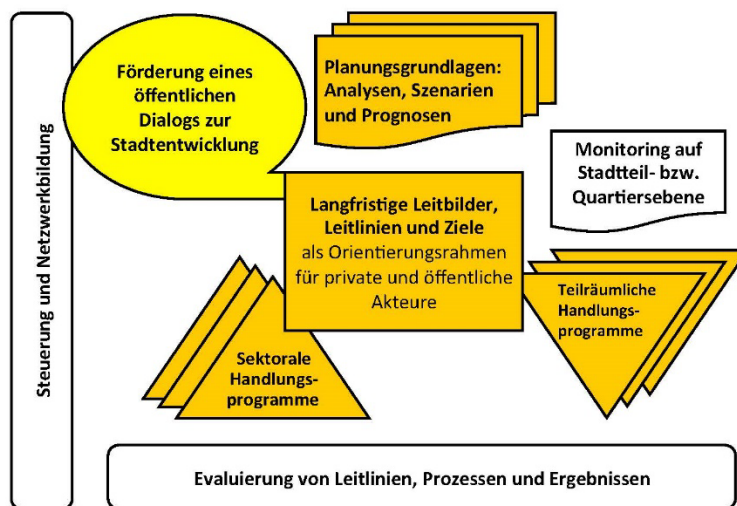 Steuerung und Netzwerkbildung
Förderung eines
öffentlichen
Dialogs zur
Stadtentwicklung
Planungsgrundlagen:
Analysen, Szenarien
und Prognosen
Monitoring auf
Stadtteil- bzw.
Quartiersebene
Langfristige Leitbilder,
Leitlinien und Ziele
als Orientierungsrahmen
für private und öffentliche
Akteure
Sektorale
Handlungs-
programme
Teilräumliche
Handlungs-
programme
Evaluierung von Leitlinien, Prozessen und Ergebnissen